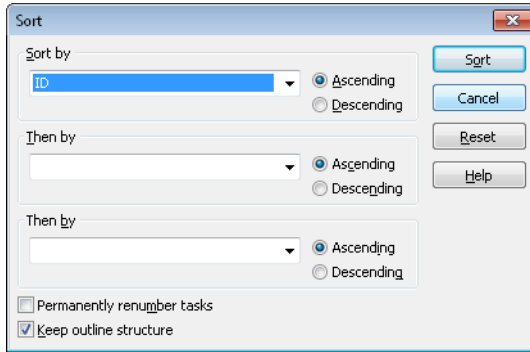 Sort
Sort by
ID
Ascending
Descending
Then by
Ascending
Descending
Then by
Ascending
Descending
Permanently renumber tasks
Keep outline structure
Sort
Cancel
Reset
Help